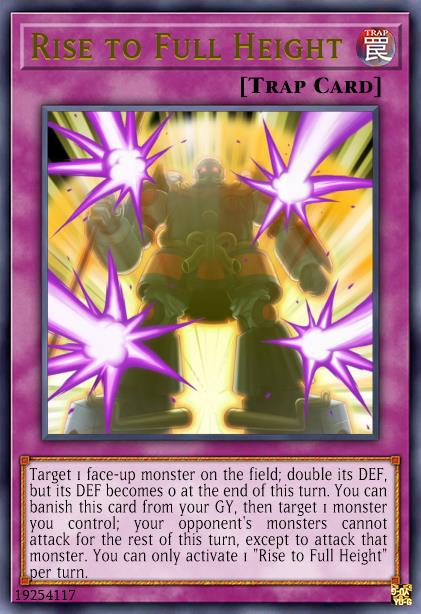 Rise to Full Height
TRAP
罠
[Trap Card]
Target 1 face-up monster on the field; double its DEF,
but its DEF becomes 0 at the end of this turn. You can
banish this card from your GY, then target 1 monster
you control; your opponent's monsters cannot
attack for the rest of this turn, except to attack that
monster. You can only activate 1 "Rise to Full Height"
per turn.
19254117